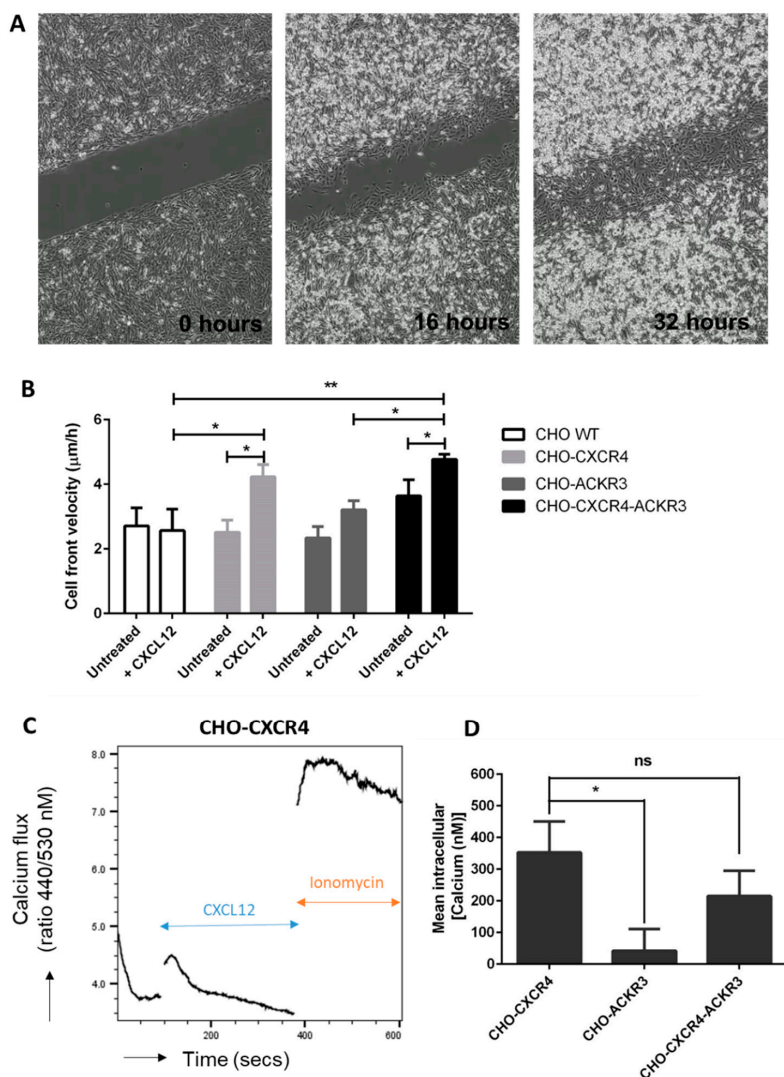 A
0 hours
16 hours
32 hours
B
**
*
*
*
*
6
4
2
0
Cell front velocity (μm/h)
Untreated
+ CXCL12
Untreated
+ CXCL12
Untreated
+ CXCL12
Untreated
+ CXCL12
CHO WT
CHO-CXCR4
CHO-ACKR3
CHO-CXCR4-ACKR3
C
CHO-CXCR4
8.0
7.0
6.0
5.0
4.0
Calcium flux
(ratio 440/530 nM)
CXCL12
Ionomycin
200
400
600
Time (secs)
D
ns
*
600
500
400
300
200
100
0
Mean intracellular
[Calcium (nM)]
CHO-CXCR4
CHO-ACKR3
CHO-CXCR4-ACKR3